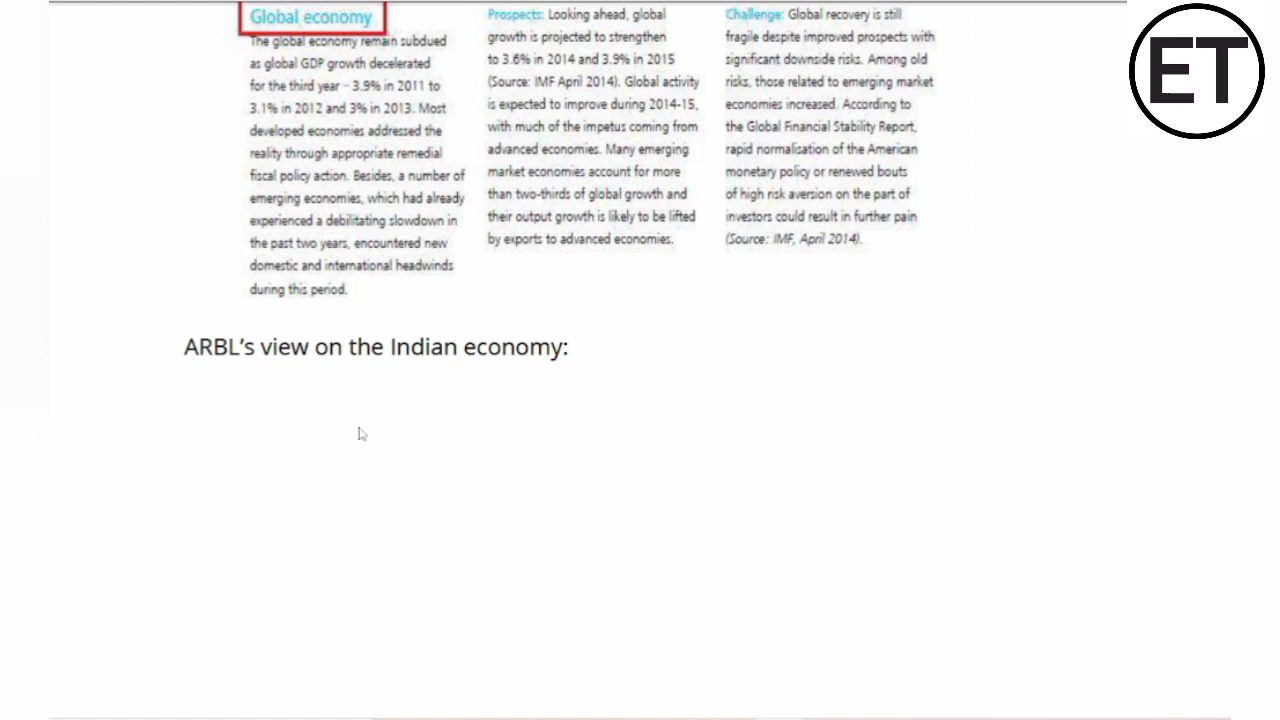 Global economy
The global economy remain subdued
as global GDP growth decelerated
for the third year – 3.9% in 2011 to
3.1% in 2012 and 3% in 2013. Most
developed economies addressed the
reality through appropriate remedial
fiscal policy action. Besides, a number of
emerging economies, which had already
experienced a debilitating slowdown in
the past two years, encountered new
domestic and international headwinds
during this period.
Prospects: Looking ahead, global
growth is projected to strengthen
to 3.6% in 2014 and 3.9% in 2015
(Source: IMF April 2014). Global activity
is expected to improve during 2014-15,
with much of the impetus coming from
advanced economies. Many emerging
market economies account for more
than two-thirds of global growth and
their output growth is likely to be lifted
by exports to advanced economies.
Challenge: Global recovery is still
fragile despite improved prospects with
significant downside risks. Among old
risks, those related to emerging market
economies increased. According to
the Global Financial Stability Report,
rapid normalisation of the American
monetary policy or renewed bouts
of high risk aversion on the part of
investors could result in further pain
(Source: IMF, April 2014).
ET
ARBL's view on the Indian economy: